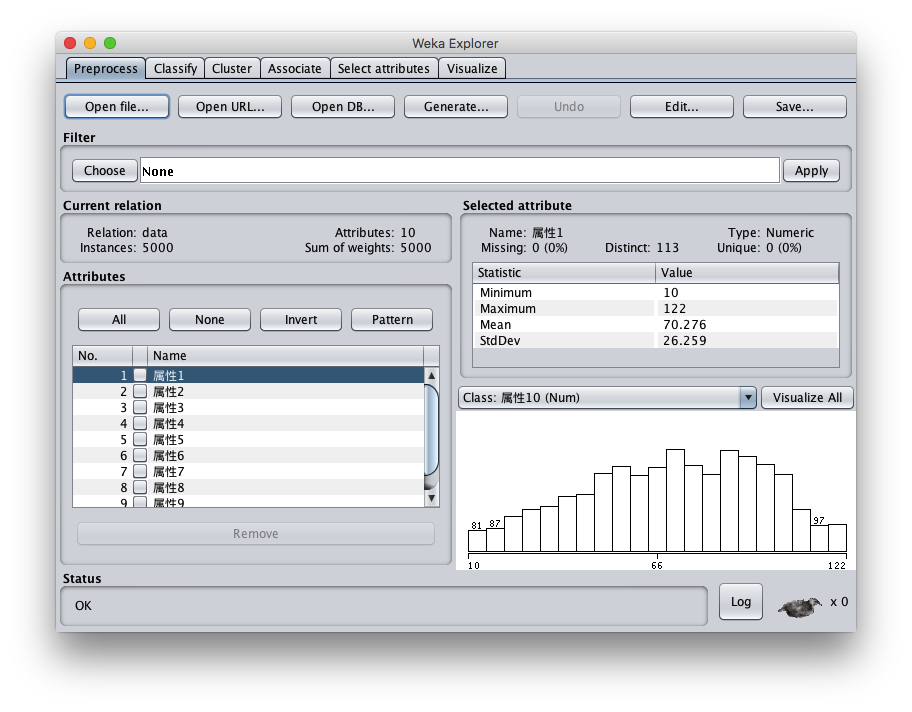 Weka Explorer
Preprocess Classify Cluster Associate Select attributes Visualize
Open file... Open URL... Open DB... Generate... Undo Edit... Save...
Filter
Choose None Apply
Current relation
Relation: data Attributes: 10
Instances: 5000 Sum of weights: 5000
Attributes
All None Invert Pattern
No. Name
1 属性1
2 属性2
3 属性3
4 属性4
5 属性5
6 属性6
7 属性7
8 属性8
9 属性9
Remove
Selected attribute
Name: 属性1 Type: Numeric
Missing: 0 (0%) Distinct: 113 Unique: 0 (0%)
Statistic Value
Minimum 10
Maximum 122
Mean 70.276
StdDev 26.259
Class: 属性10 (Num) Visualize All
81 87 97
10 66 122
Status
OK
Log x 0